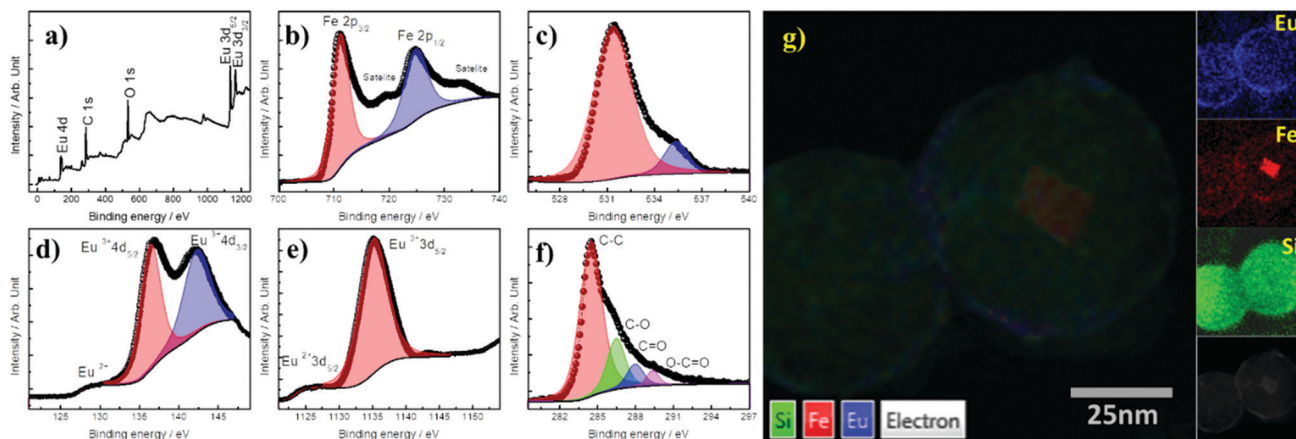 a)
Eu 4d
C 1s
O 1s
Eu 3d5/2
Eu 3d3/2
Intensity / Arb. Unit
0 200 400 600 800 1000 1200
Binding energy / eV
b)
Fe 2p3/2
Fe 2p1/2
Satelite
Satelite
Intensity / Arb. Unit
700 710 720 730 740
Binding energy / eV
c)
Intensity / Arb. Unit
528 531 534 537 540
Binding energy / eV
d)
Eu 3+4d5/2
Eu 3+4d3/2
Eu 2+
Intensity / Arb. Unit
125 130 135 140 145
Binding energy / eV
e)
Eu 3+3d5/2
Eu 2+3d5/2
Intensity / Arb. Unit
1125 1135 1140 1150
Binding energy / eV
f)
C-C
C-O
C=O
O-C=O
Intensity / Arb. Unit
282 285 288 291 294 297
Binding energy / eV
g)
Si Fe Eu Electron
25nm
Eu
Fe
Si